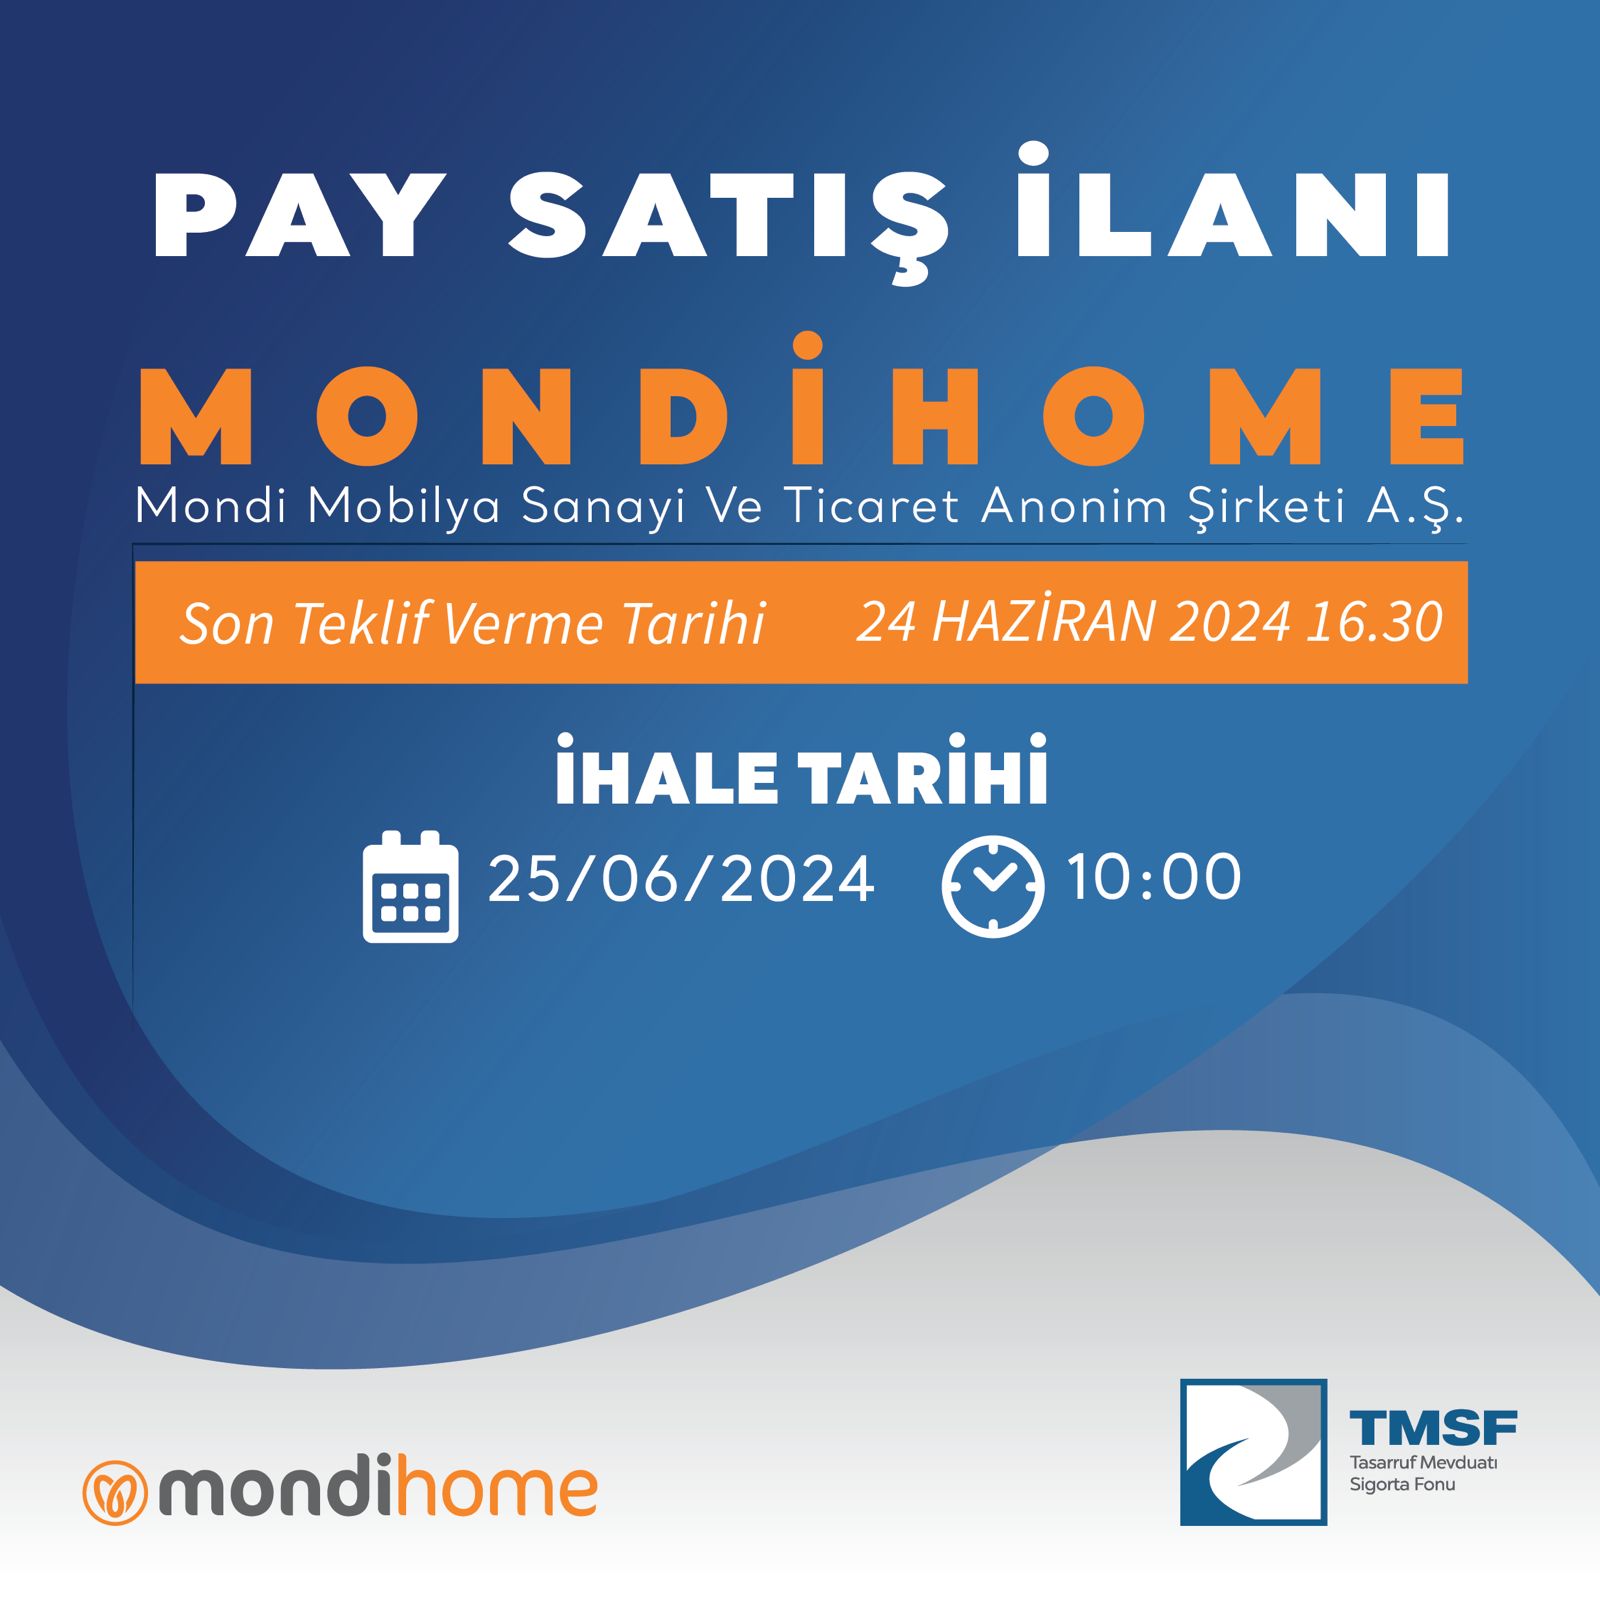 PAY SATIŞ İLANI
MONDİHOME
Mondi Mobilya Sanayi Ve Ticaret Anonim Şirketi A.Ş.
Son Teklif Verme Tarihi 24 HAZİRAN 2024 16.30
İHALE TARİHİ
25/06/2024 10:00
mondihome
TMSF
Tasarruf Mevduatı
Sigorta Fonu